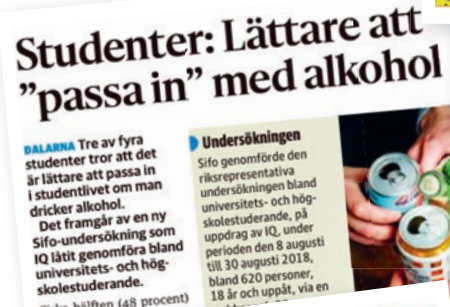 Studenter: Lättare att
”passa in” med alkohol
DALARNA Tre av fyra
studenter tror att det
är lättare att passa in
i studentlivet om man
dricker alkohol.
Det framgår av en ny
Sifo-undersökning som
IQ låtit genomföra bland
universitets- och hög-
skolestuderande.
hälften (48 procent)
Undersökningen
Sifo genomförde den
riksrepresentativa
undersökningen bland
universitets- och hög-
skolestuderande, på
uppdrag av IQ, under
perioden den 8 augusti
till 30 augusti 2018,
bland 620 personer,
18 år och uppåt, via en